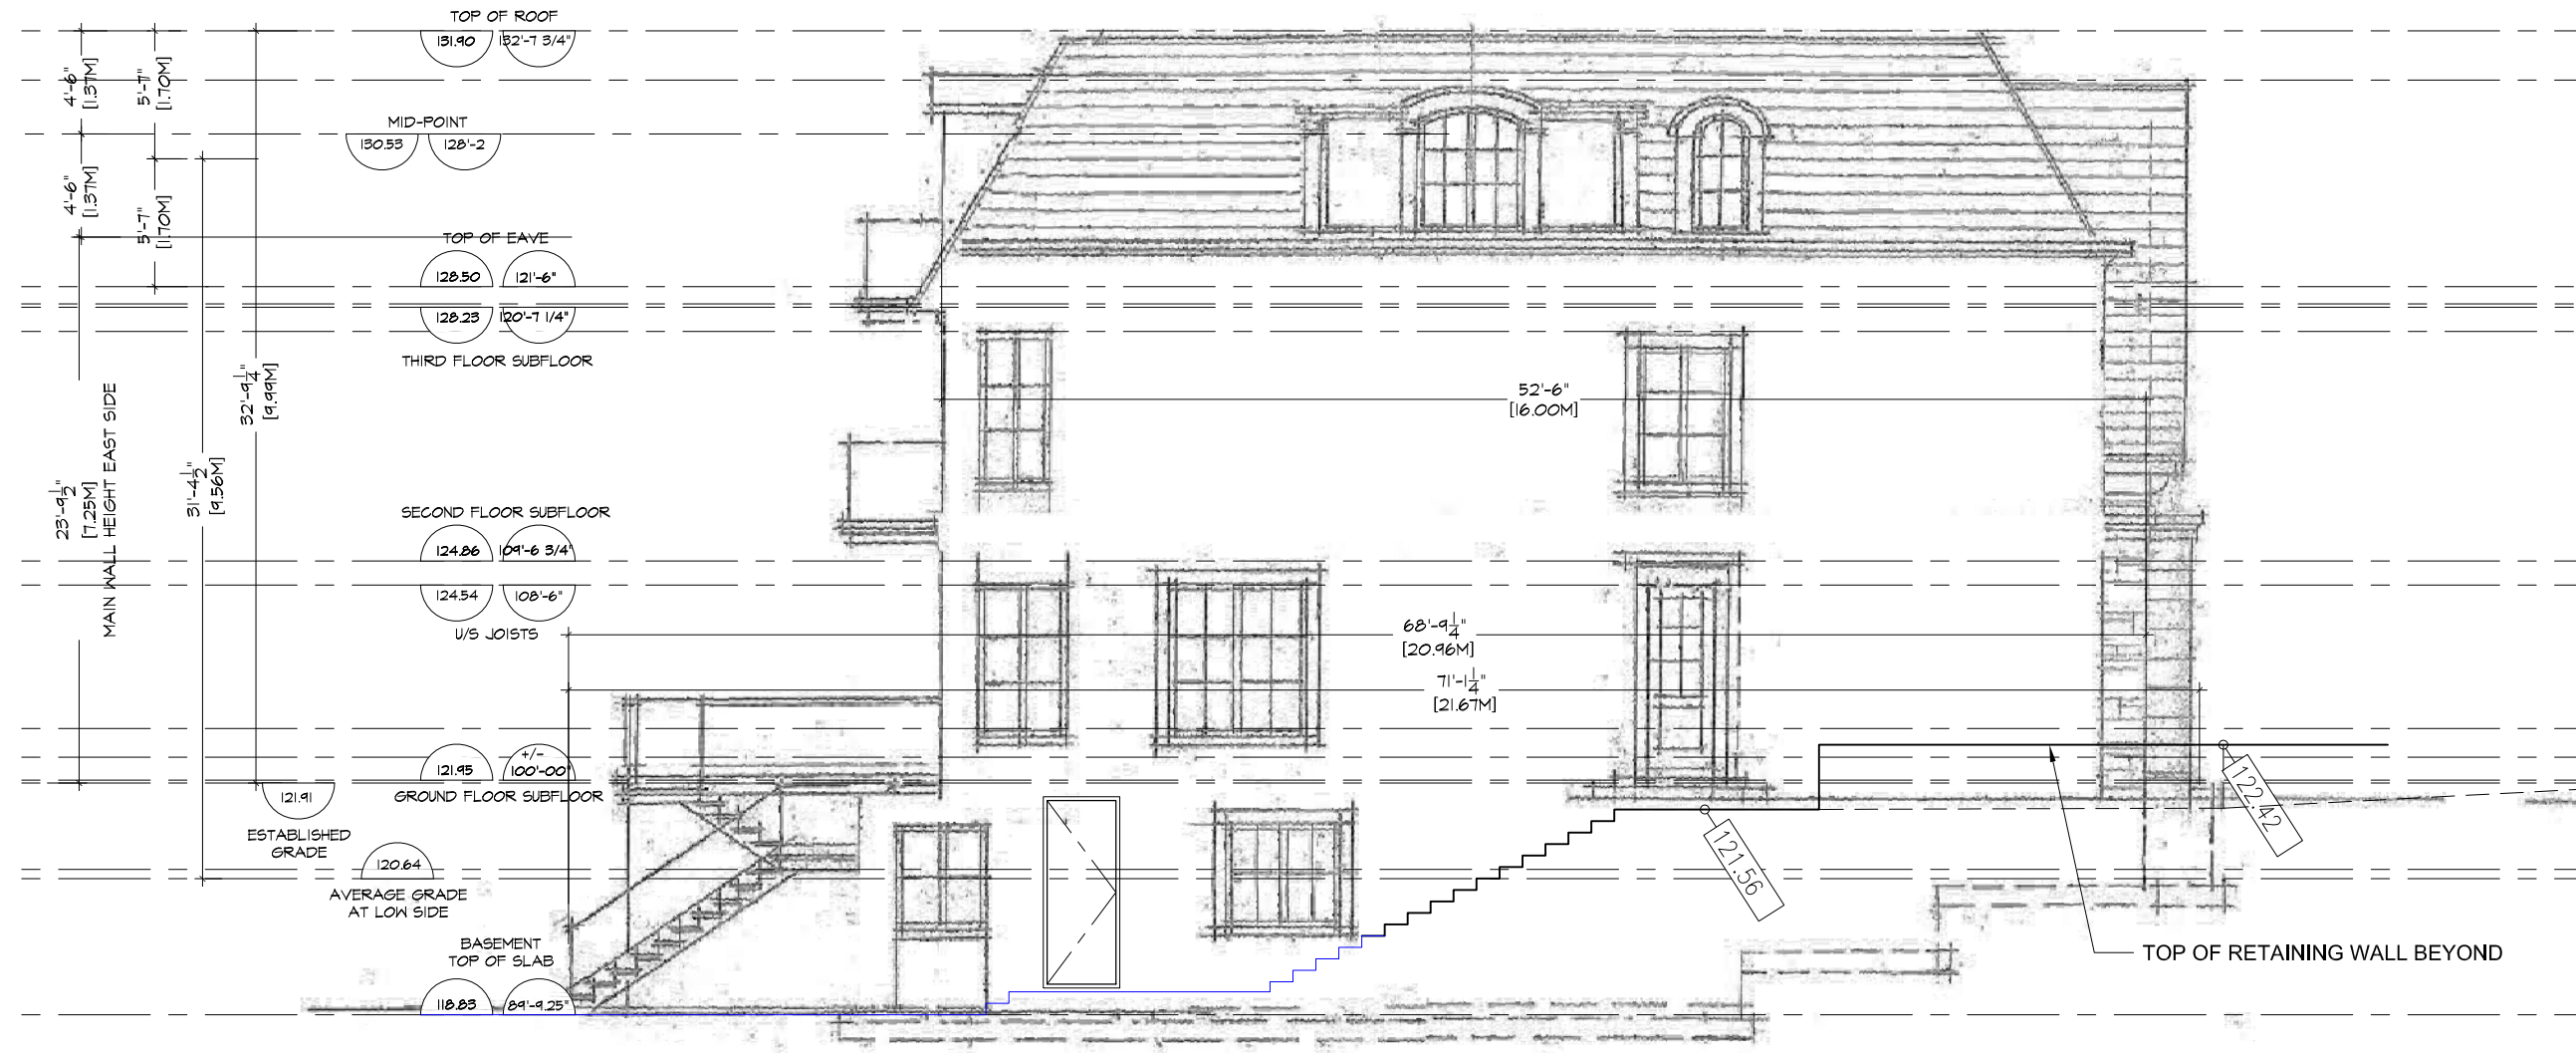 TOP OF ROOF
131.90 132'-7 3/4"
4'-6"
[1.37M]
5'-7"
[1.70M]
MID-POINT
130.53 128'-2
4'-6"
[1.37M]
5'-7"
[1.70M]
TOP OF EAVE
128.50 121'-6"
128.23 120'-7 1/4"
THIRD FLOOR SUBFLOOR
32'-9 1/4"
[9.99M]
52'-6"
[16.00M]
23'-9 1/2"
[7.25M]
MAIN WALL HEIGHT EAST SIDE
31'-4 1/2"
[9.56M]
SECOND FLOOR SUBFLOOR
124.86 109'-6 3/4"
124.54 108'-6"
U/S JOISTS
68'-9 1/4"
[20.96M]
71'-1 1/4"
[21.67M]
+/-
121.95 100'-00"
GROUND FLOOR SUBFLOOR
121.91
ESTABLISHED
GRADE
120.64
AVERAGE GRADE
AT LOW SIDE
122.42
121.56
BASEMENT
TOP OF SLAB
118.83 89'-9.25"
TOP OF RETAINING WALL BEYOND